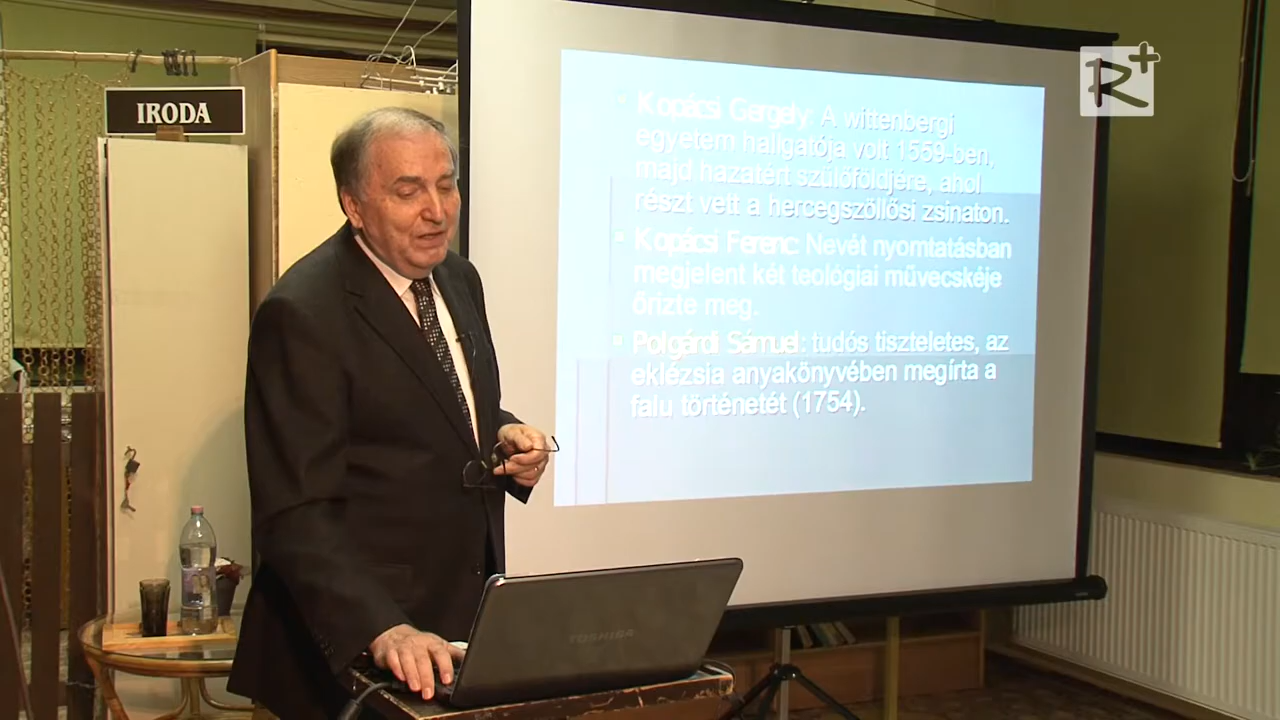 IRODA
R+
Kopácsi Gergely: A wittenbergi
egyetem hallgatója volt 1559-ben,
majd hazatért szülőföldjére, ahol
részt vett a hercegszöllősi zsinaton.
Kopácsi Ferenc: Nevét nyomtatásban
megjelent két teológiai művecskéje
őrizte meg.
Polgárdi Sámuel: tudós tiszteletes, az
eklézsia anyakönyvében megírta a
falu történetét (1754).
TOSHIBA